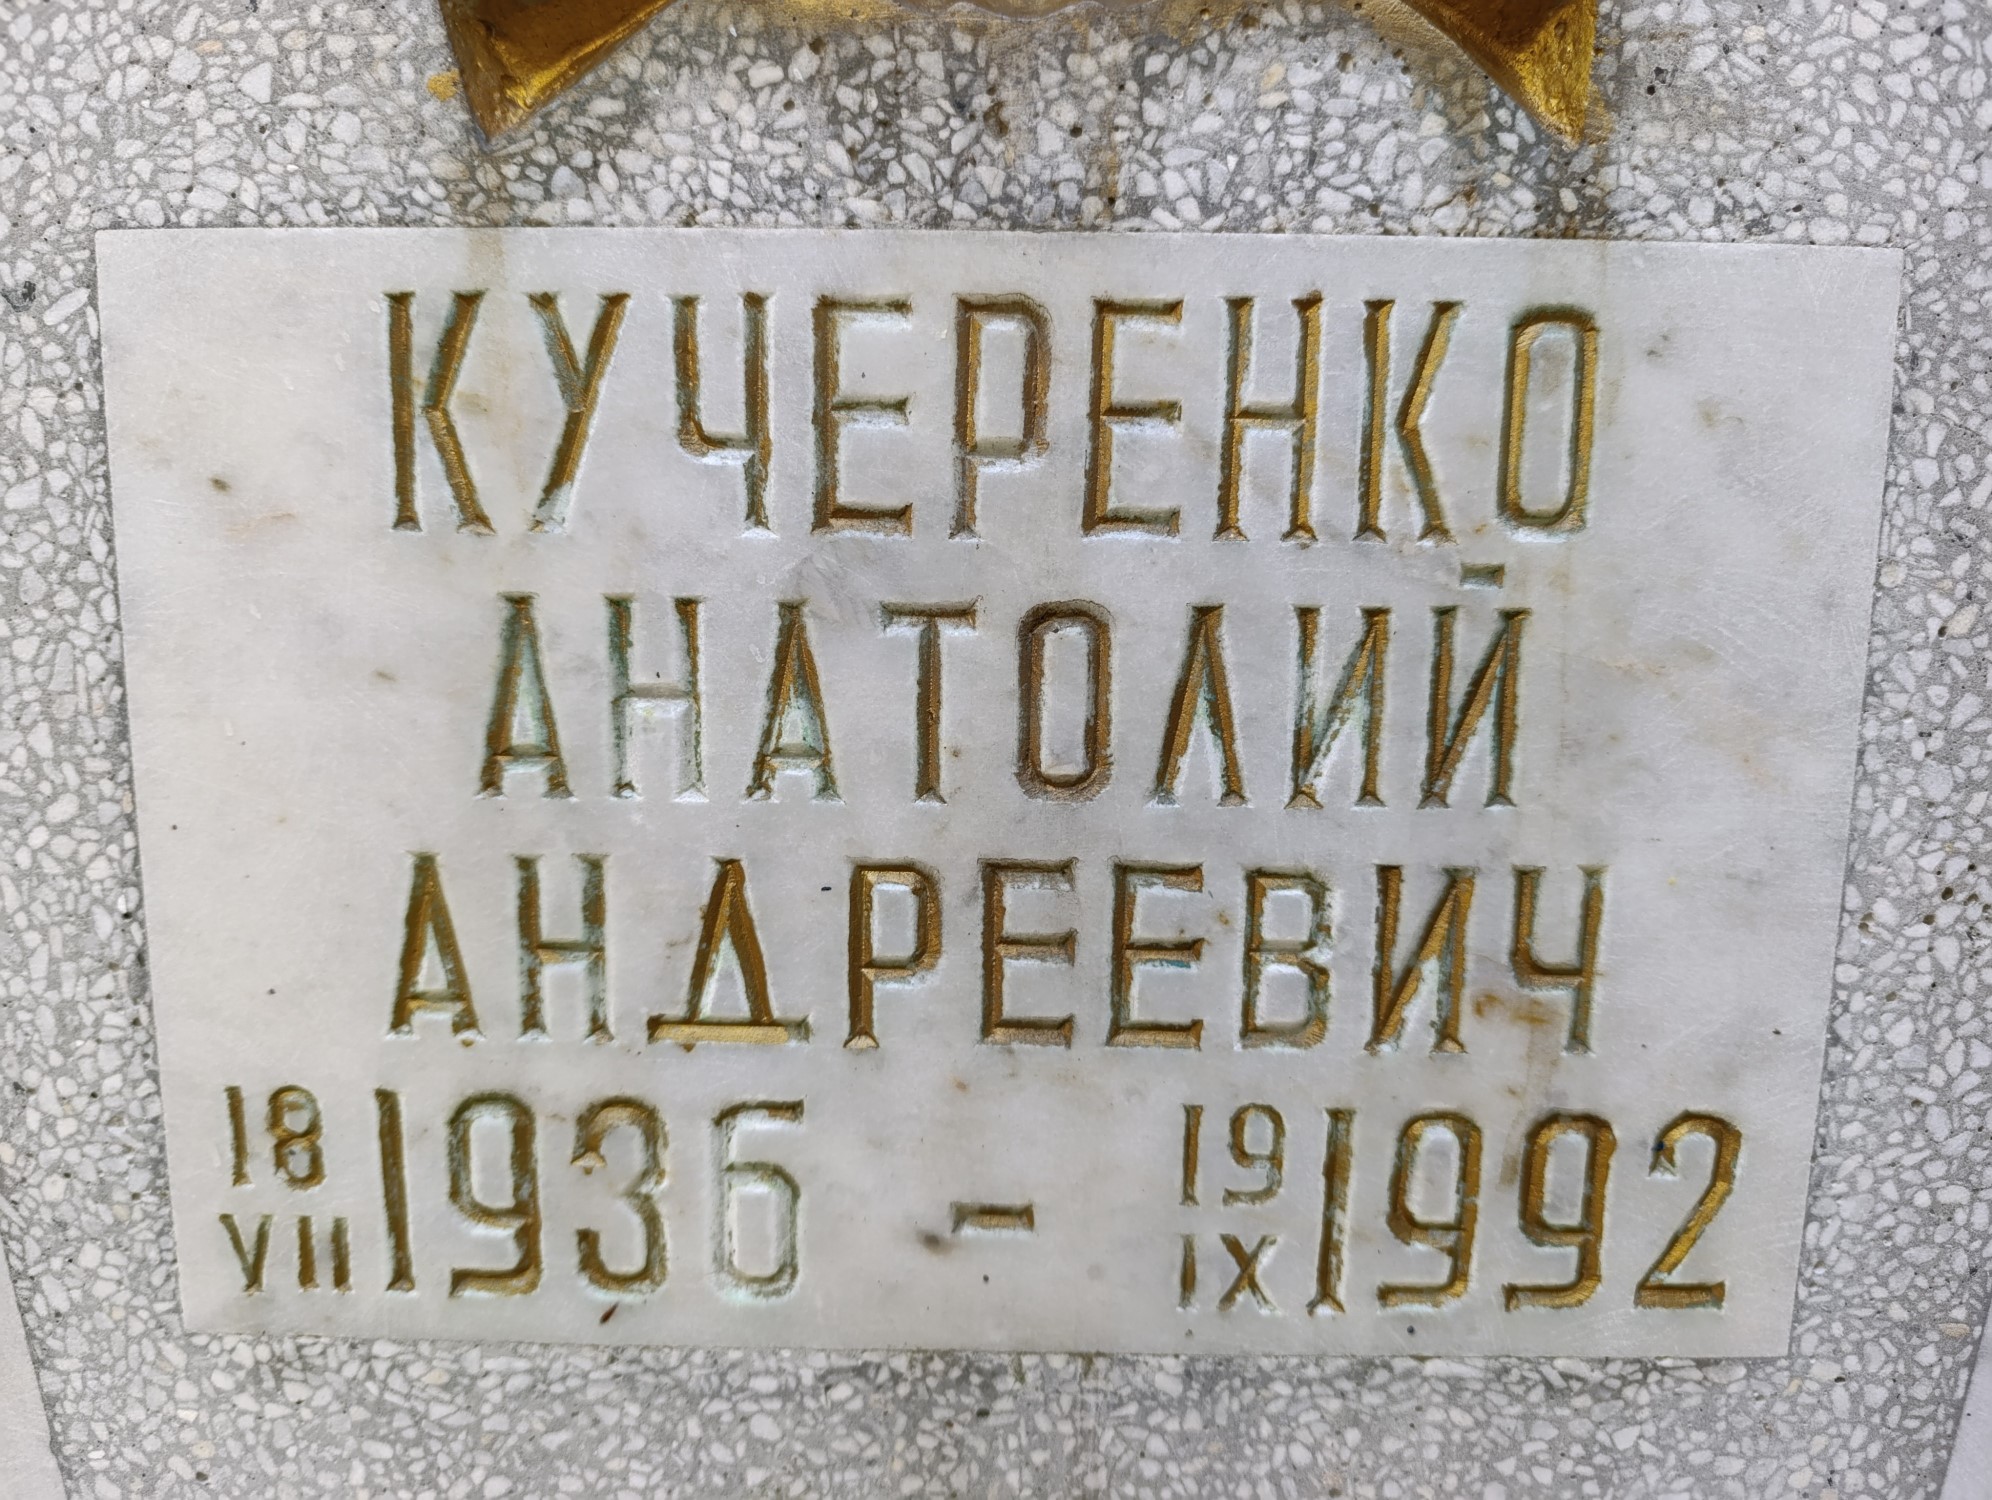 КУЧЕРЕНКО
АНАТОЛИЙ
АНДРЕЕВИЧ
18 VII 1936 - 19 IX 1992